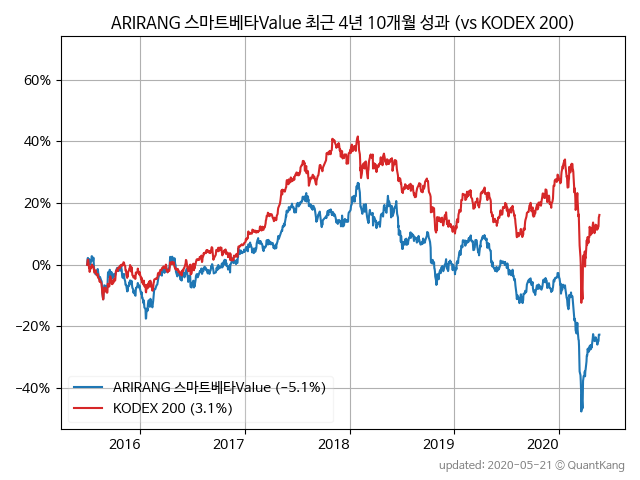 ARIRANG 스마트베타Value 최근 4년 10개월 성과 (vs KODEX 200)
60%
40%
20%
0%
−20%
−40%
ARIRANG 스마트베타Value (−5.1%)
KODEX 200 (3.1%)
2016 2017 2018 2019 2020
updated: 2020-05-21 © QuantKang